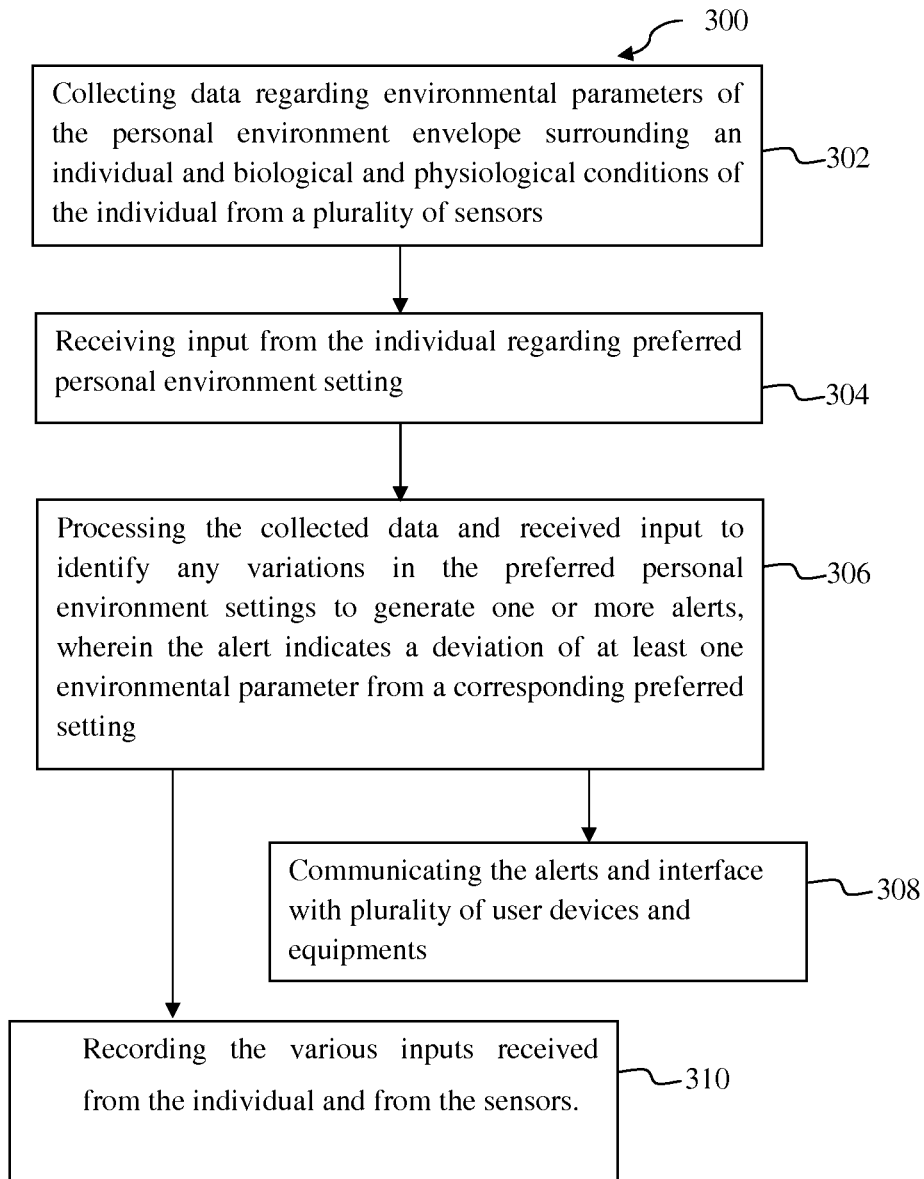 300
Collecting data regarding environmental parameters of
the personal environment envelope surrounding an
individual and biological and physiological conditions of
the individual from a plurality of sensors
302
Receiving input from the individual regarding preferred
personal environment setting
304
Processing the collected data and received input to
identify any variations in the preferred personal
environment settings to generate one or more alerts,
wherein the alert indicates a deviation of at least one
environmental parameter from a corresponding preferred
setting
306
Communicating the alerts and interface
with plurality of user devices and
equipments
308
Recording the various inputs received
from the individual and from the sensors.
310